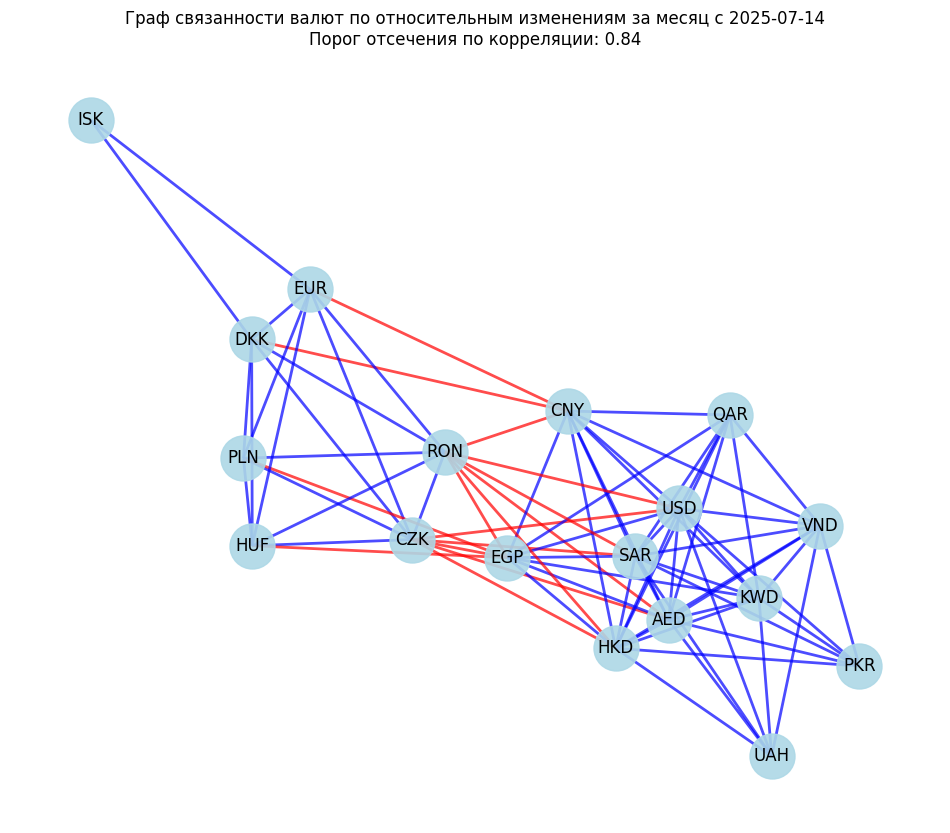 Граф связанности валют по относительным изменениям за месяц с 2025-07-14
Порог отсечения по корреляции: 0.84
ISK
EUR
DKK
CNY
QAR
RON
PLN
USD
VND
CZK
HUF
EGP
SAR
KWD
AED
HKD
PKR
UAH